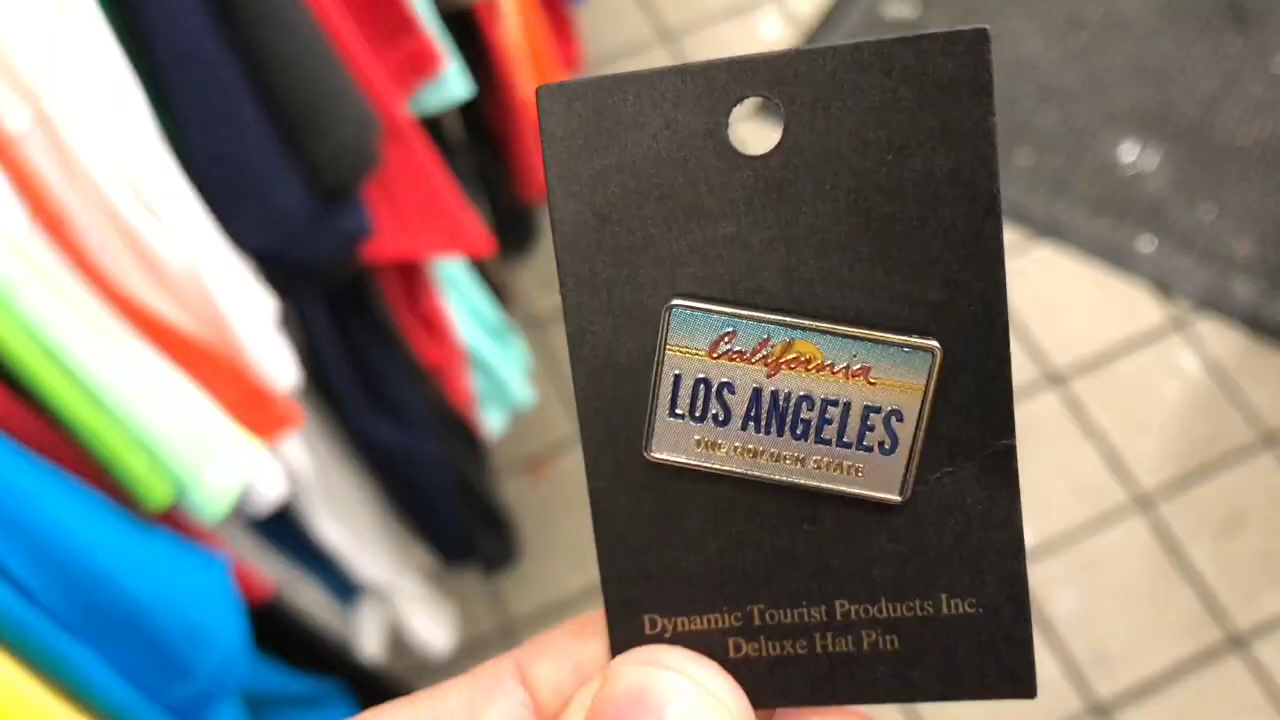 California
LOS ANGELES
THE GOLDEN STATE
Dynamic Tourist Products Inc.
Deluxe Hat Pin